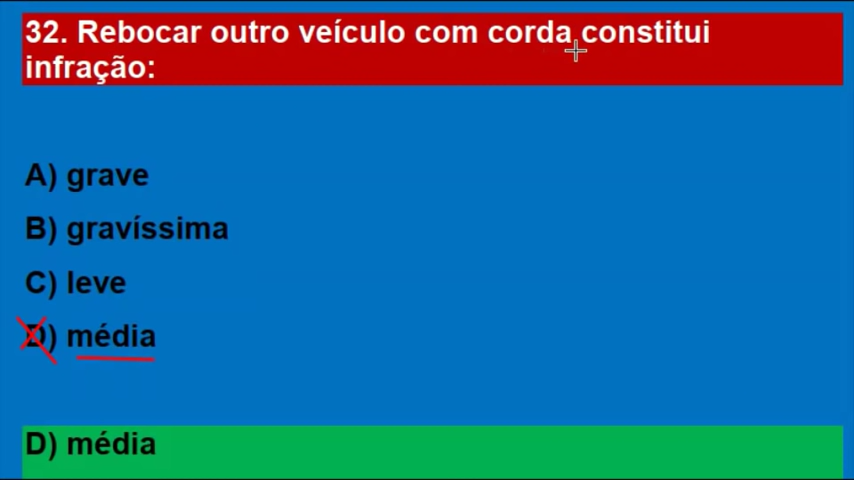 32. Rebocar outro veículo com corda constitui
infração:
A) grave
B) gravíssima
C) leve
D) média
D) média